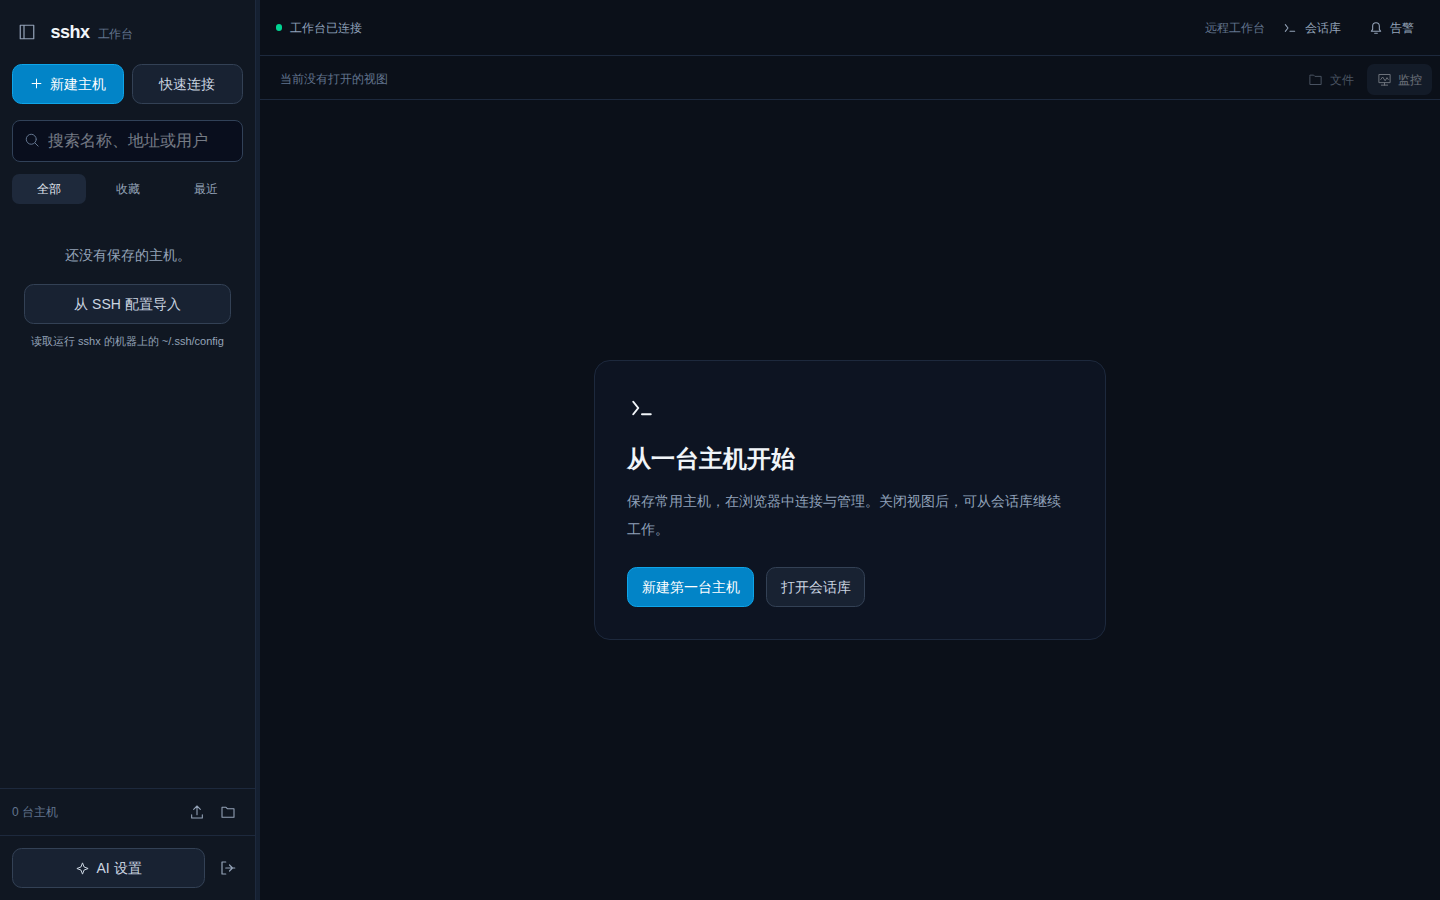 sshx 工作台
新建主机
快速连接
搜索名称、地址或用户
全部
收藏
最近
还没有保存的主机。
从 SSH 配置导入
读取运行 sshx 的机器上的 ~/.ssh/config
0 台主机
AI 设置
工作台已连接
远程工作台
会话库
告警
当前没有打开的视图
文件
监控
从一台主机开始
保存常用主机，在浏览器中连接与管理。关闭视图后，可从会话库继续
工作。
新建第一台主机
打开会话库